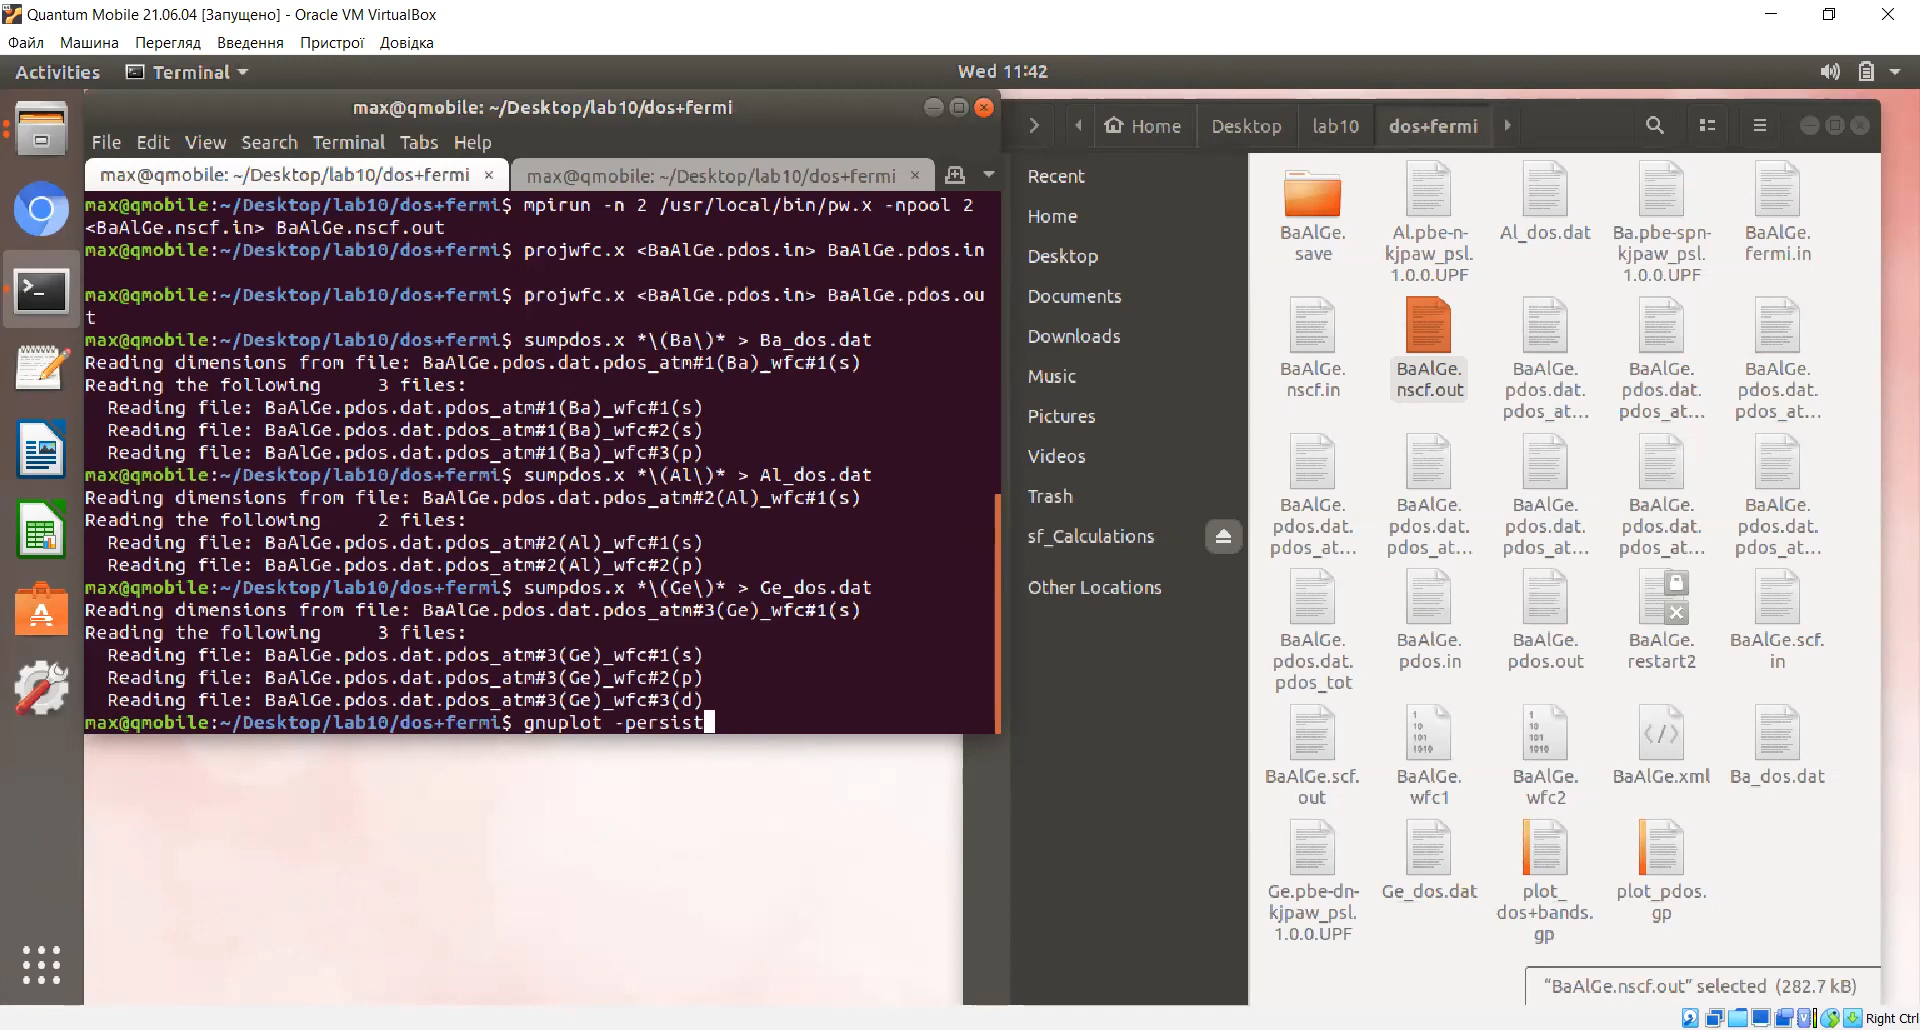 Quantum Mobile 21.06.04 [Запущено] - Oracle VM VirtualBox
Файл Машина Перегляд Введення Пристрої Довідка
Activities Terminal Wed 11:42
max@qmobile: ~/Desktop/lab10/dos+fermi
File Edit View Search Terminal Tabs Help
max@qmobile: ~/Desktop/lab10/dos+fermi × max@qmobile: ~/Desktop/lab10/dos+fermi ×
max@qmobile:~/Desktop/lab10/dos+fermi$ mpirun -n 2 /usr/local/bin/pw.x -npool 2
<BaAlGe.nscf.in> BaAlGe.nscf.out
max@qmobile:~/Desktop/lab10/dos+fermi$ projwfc.x <BaAlGe.pdos.in> BaAlGe.pdos.in
max@qmobile:~/Desktop/lab10/dos+fermi$ projwfc.x <BaAlGe.pdos.in> BaAlGe.pdos.ou
t
max@qmobile:~/Desktop/lab10/dos+fermi$ sumpdos.x *\(Ba\)* > Ba_dos.dat
Reading dimensions from file: BaAlGe.pdos.dat.pdos_atm#1(Ba)_wfc#1(s)
Reading the following     3 files:
  Reading file: BaAlGe.pdos.dat.pdos_atm#1(Ba)_wfc#1(s)
  Reading file: BaAlGe.pdos.dat.pdos_atm#1(Ba)_wfc#2(s)
  Reading file: BaAlGe.pdos.dat.pdos_atm#1(Ba)_wfc#3(p)
max@qmobile:~/Desktop/lab10/dos+fermi$ sumpdos.x *\(Al\)* > Al_dos.dat
Reading dimensions from file: BaAlGe.pdos.dat.pdos_atm#2(Al)_wfc#1(s)
Reading the following     2 files:
  Reading file: BaAlGe.pdos.dat.pdos_atm#2(Al)_wfc#1(s)
  Reading file: BaAlGe.pdos.dat.pdos_atm#2(Al)_wfc#2(p)
max@qmobile:~/Desktop/lab10/dos+fermi$ sumpdos.x *\(Ge\)* > Ge_dos.dat
Reading dimensions from file: BaAlGe.pdos.dat.pdos_atm#3(Ge)_wfc#1(s)
Reading the following     3 files:
  Reading file: BaAlGe.pdos.dat.pdos_atm#3(Ge)_wfc#1(s)
  Reading file: BaAlGe.pdos.dat.pdos_atm#3(Ge)_wfc#2(p)
  Reading file: BaAlGe.pdos.dat.pdos_atm#3(Ge)_wfc#3(d)
max@qmobile:~/Desktop/lab10/dos+fermi$ gnuplot -persist
Home Desktop lab10 dos+fermi
Recent
Home
Desktop
Documents
Downloads
Music
Pictures
Videos
Trash
sf_Calculations
Other Locations
BaAlGe. Al.pbe-n- Al_dos.dat Ba.pbe-spn- BaAlGe.
save kjpaw_psl. kjpaw_psl. fermi.in
1.0.0.UPF 1.0.0.UPF
BaAlGe. BaAlGe. BaAlGe. BaAlGe. BaAlGe.
nscf.in nscf.out pdos.dat. pdos.dat. pdos.dat.
pdos_at... pdos_at... pdos_at...
BaAlGe. BaAlGe. BaAlGe. BaAlGe. BaAlGe.
pdos.dat. pdos.dat. pdos.dat. pdos.dat. pdos.dat.
pdos_at... pdos_at... pdos_at... pdos_at... pdos_at...
BaAlGe. BaAlGe. BaAlGe. BaAlGe. BaAlGe.scf.
pdos.dat. pdos.in pdos.out restart2 in
pdos_tot
1 1
10 10
101 101
1010 1010
BaAlGe.scf. BaAlGe. BaAlGe. BaAlGe.xml Ba_dos.dat
out wfc1 wfc2
Ge.pbe-dn- Ge_dos.dat plot_ plot_pdos.
kjpaw_psl. dos+bands. gp
1.0.0.UPF gp
"BaAlGe.nscf.out" selected (282.7 kB)
Right Ctrl